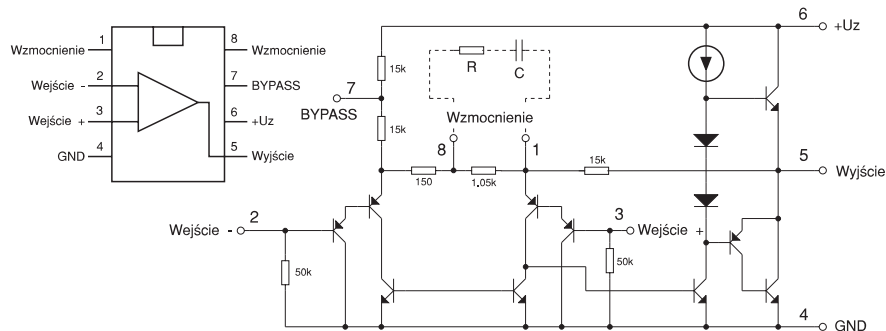 1
Wzmocnienie
8
Wzmocnienie
2
Wejście -
7
BYPASS
3
Wejście +
6
+Uz
4
GND
5
Wyjście
6
+Uz
15k
R
C
7
BYPASS
15k
Wzmocnienie
8
1
150
1.05k
15k
5
Wyjście
2
Wejście -
3
Wejście +
50k
50k
4
GND